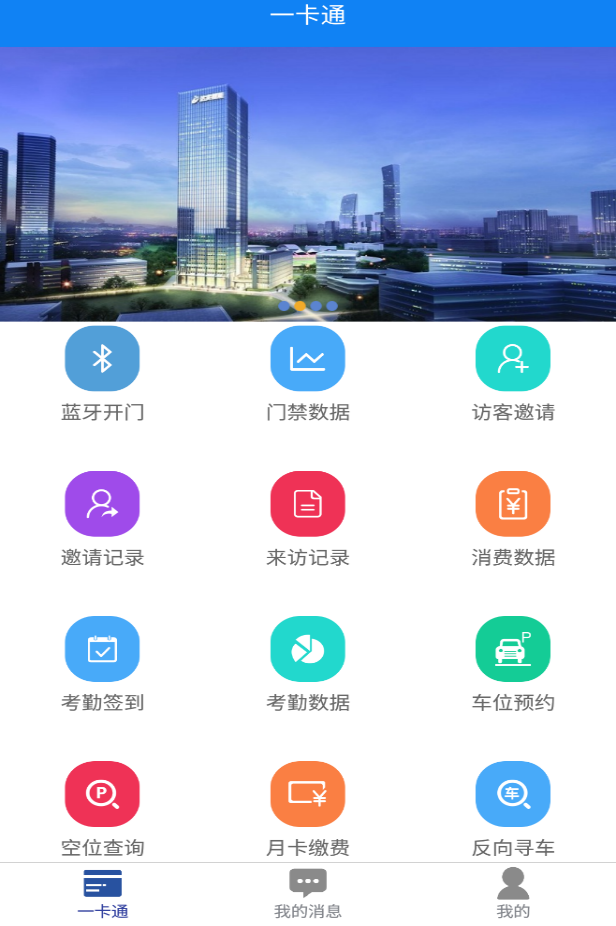 一卡通
蓝牙开门
门禁数据
访客邀请
邀请记录
来访记录
¥
消费数据
考勤签到
考勤数据
P
车位预约
P
空位查询
¥
月卡缴费
车
反向寻车
一卡通
我的消息
我的